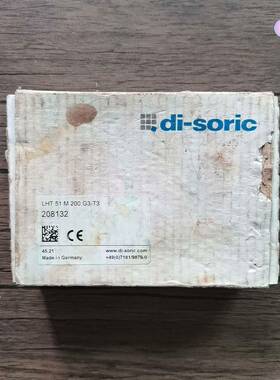 di-soric
LHT 51 M 200 G3-T3
208132
CE
45.21
Made in Germany
www.di-soric.com
+49(0)7181/9879-0